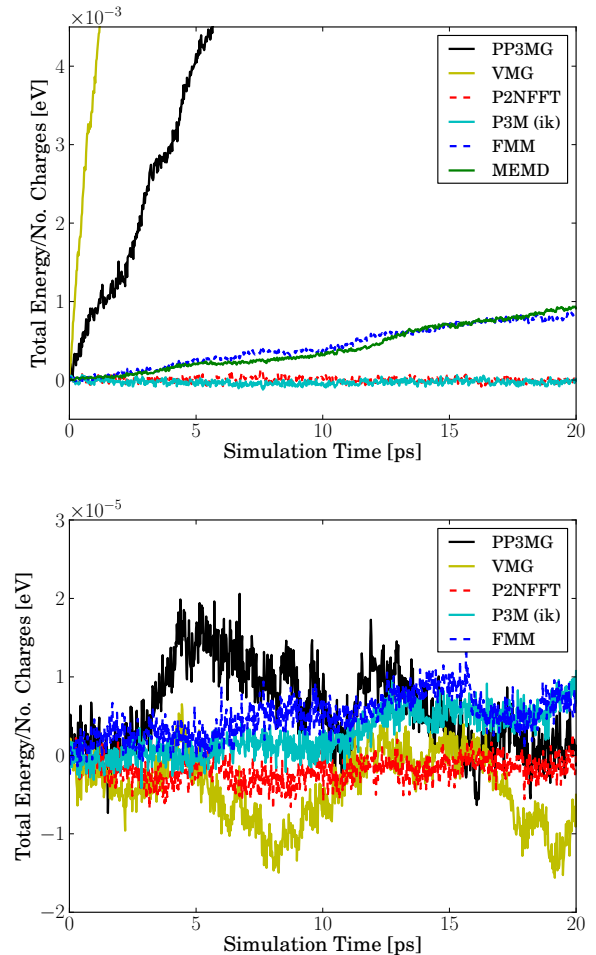 ×10⁻³
4
3
2
1
0
Total Energy/No. Charges [eV]
PP3MG
VMG
P2NFFT
P3M (ik)
FMM
MEMD
0
5
10
15
20
Simulation Time [ps]
×10⁻⁵
3
2
1
0
−1
−2
Total Energy/No. Charges [eV]
PP3MG
VMG
P2NFFT
P3M (ik)
FMM
0
5
10
15
20
Simulation Time [ps]